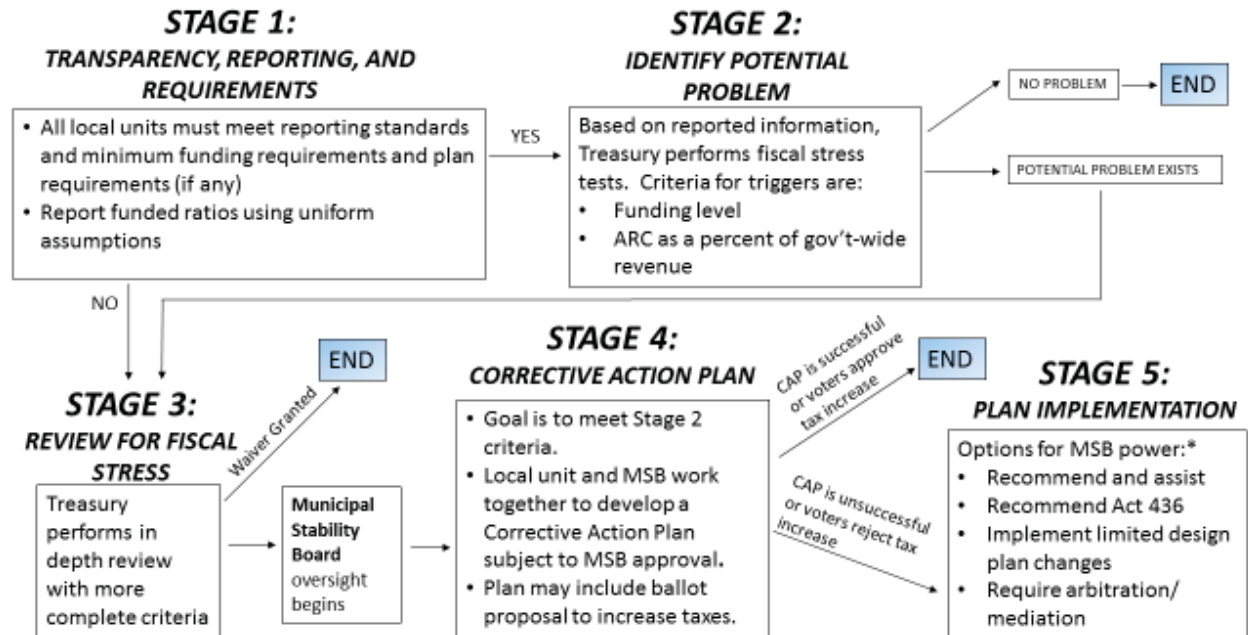 STAGE 1:
TRANSPARENCY, REPORTING, AND
REQUIREMENTS
• All local units must meet reporting standards
and minimum funding requirements and plan
requirements (if any)
• Report funded ratios using uniform
assumptions
YES
NO
STAGE 2:
IDENTIFY POTENTIAL
PROBLEM
Based on reported information,
Treasury performs fiscal stress
tests. Criteria for triggers are:
• Funding level
• ARC as a percent of gov't-wide
revenue
NO PROBLEM
END
POTENTIAL PROBLEM EXISTS
STAGE 3:
REVIEW FOR FISCAL
STRESS
Treasury
performs in
depth review
with more
complete criteria
Waiver Granted
END
Municipal
Stability
Board
oversight
begins
STAGE 4:
CORRECTIVE ACTION PLAN
• Goal is to meet Stage 2
criteria.
• Local unit and MSB work
together to develop a
Corrective Action Plan
subject to MSB approval.
• Plan may include ballot
proposal to increase taxes.
CAP is successful
or voters approve
tax increase
END
CAP is unsuccessful
or voters reject tax
increase
STAGE 5:
PLAN IMPLEMENTATION
Options for MSB power:*
• Recommend and assist
• Recommend Act 436
• Implement limited design
plan changes
• Require arbitration/
mediation